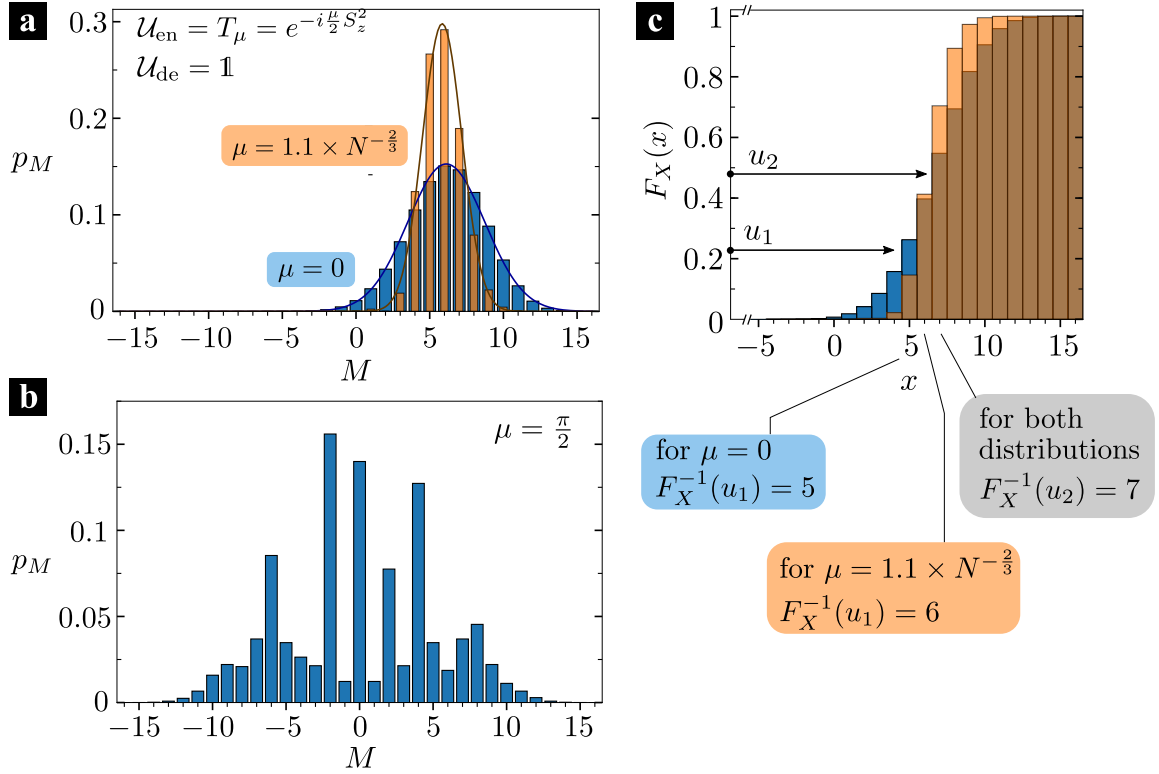 a
𝒰_en = T_μ = e^{-i μ/2 S_z^2}
𝒰_de = 𝟙
μ = 1.1 × N^{-2/3}
μ = 0
p_M
0.3
0.2
0.1
0
−15 −10 −5 0 5 10 15
M
b
μ = π/2
p_M
0.15
0.1
0.05
0
−15 −10 −5 0 5 10 15
M
c
F_X(x)
1
0.8
0.6
0.4
0.2
0
u_2
u_1
−5 0 5 10 15
x
for μ = 0
F_X^{-1}(u_1) = 5
for μ = 1.1 × N^{-2/3}
F_X^{-1}(u_1) = 6
for both
distributions
F_X^{-1}(u_2) = 7